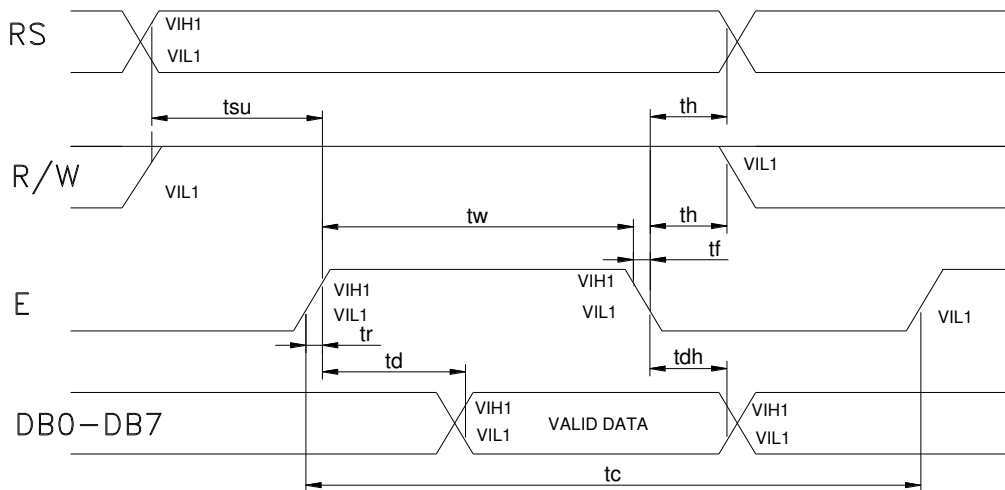 RS
VIH1
VIL1
tsu
th
R/W
VIL1
VIL1
tw
th
tf
E
VIH1
VIL1
VIH1
VIL1
VIL1
tr
td
tdh
DB0-DB7
VIH1
VIL1
VALID DATA
VIH1
VIL1
tc